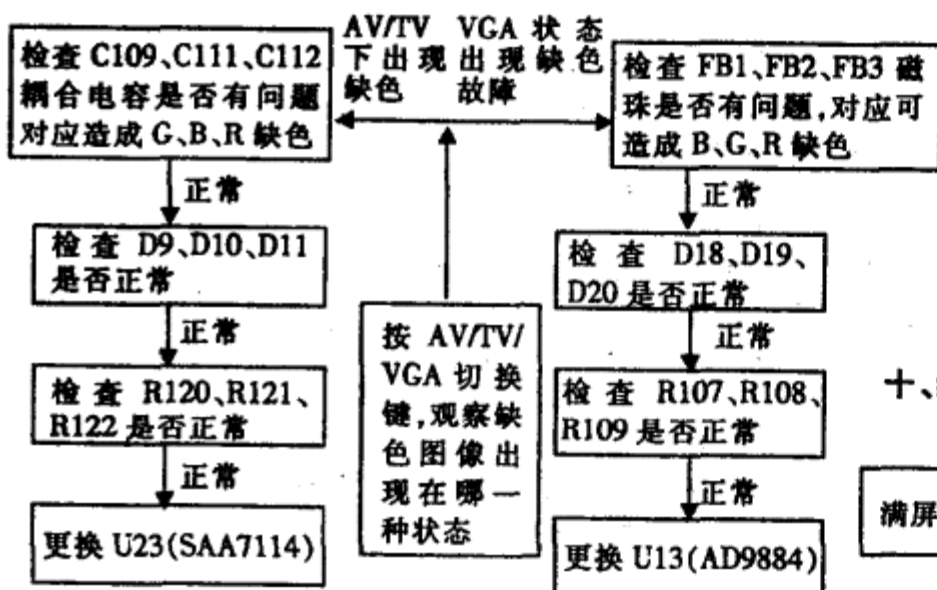 检查 C109、C111、C112
耦合电容是否有问题
对应造成 G、B、R 缺色
正常
检查 D9、D10、D11
是否正常
正常
检查 R120、R121、
R122 是否正常
正常
更换 U23(SAA7114)
AV/TV
下出现
缺色
VGA 状态
出现缺色
故障
按 AV/TV/
VGA 切换
键,观察缺
色图像出
现在哪一
种状态
检查 FB1、FB2、FB3 磁
珠是否有问题,对应可
造成 B、G、R 缺色
正常
检查 D18、D19、
D20 是否正常
正常
检查 R107、R108、
R109 是否正常
正常
更换 U13(AD9884)
十、
满屏